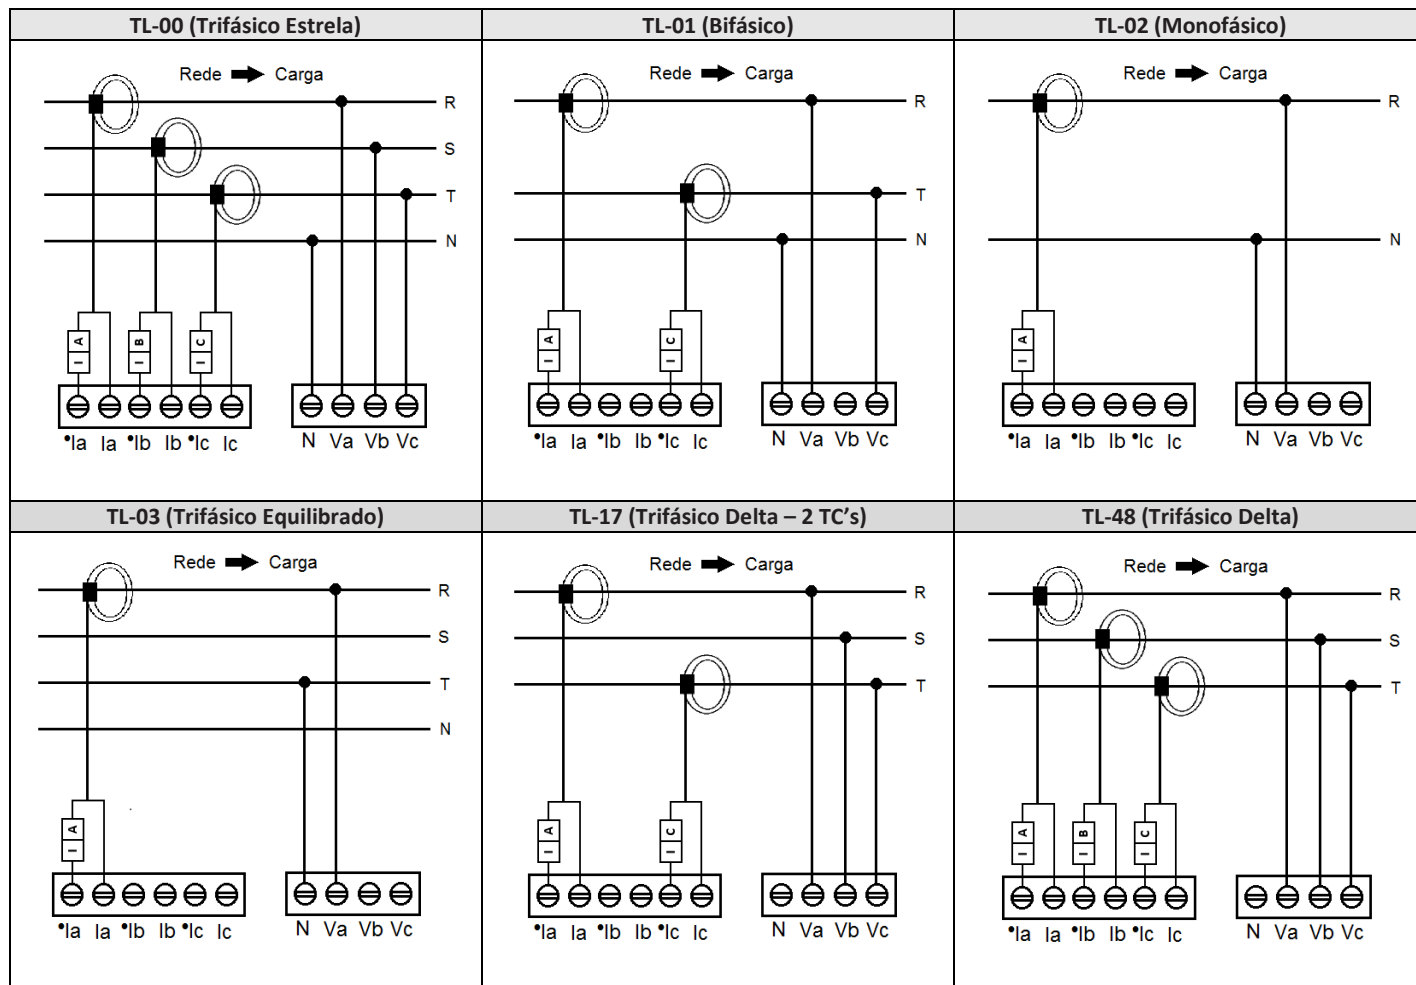 TL-00 (Trifásico Estrela)
Rede Carga
R
S
T
N
I A
I B
I C
•Ia Ia •Ib Ib •Ic Ic
N Va Vb Vc
TL-01 (Bifásico)
Rede Carga
R
T
N
I A
I C
•Ia Ia •Ib Ib •Ic Ic
N Va Vb Vc
TL-02 (Monofásico)
Rede Carga
R
N
I A
•Ia Ia •Ib Ib •Ic Ic
N Va Vb Vc
TL-03 (Trifásico Equilibrado)
Rede Carga
R
S
T
N
I A
•Ia Ia •Ib Ib •Ic Ic
N Va Vb Vc
TL-17 (Trifásico Delta – 2 TC’s)
Rede Carga
R
S
T
I A
I C
•Ia Ia •Ib Ib •Ic Ic
N Va Vb Vc
TL-48 (Trifásico Delta)
Rede Carga
R
S
T
I A
I B
I C
•Ia Ia •Ib Ib •Ic Ic
N Va Vb Vc